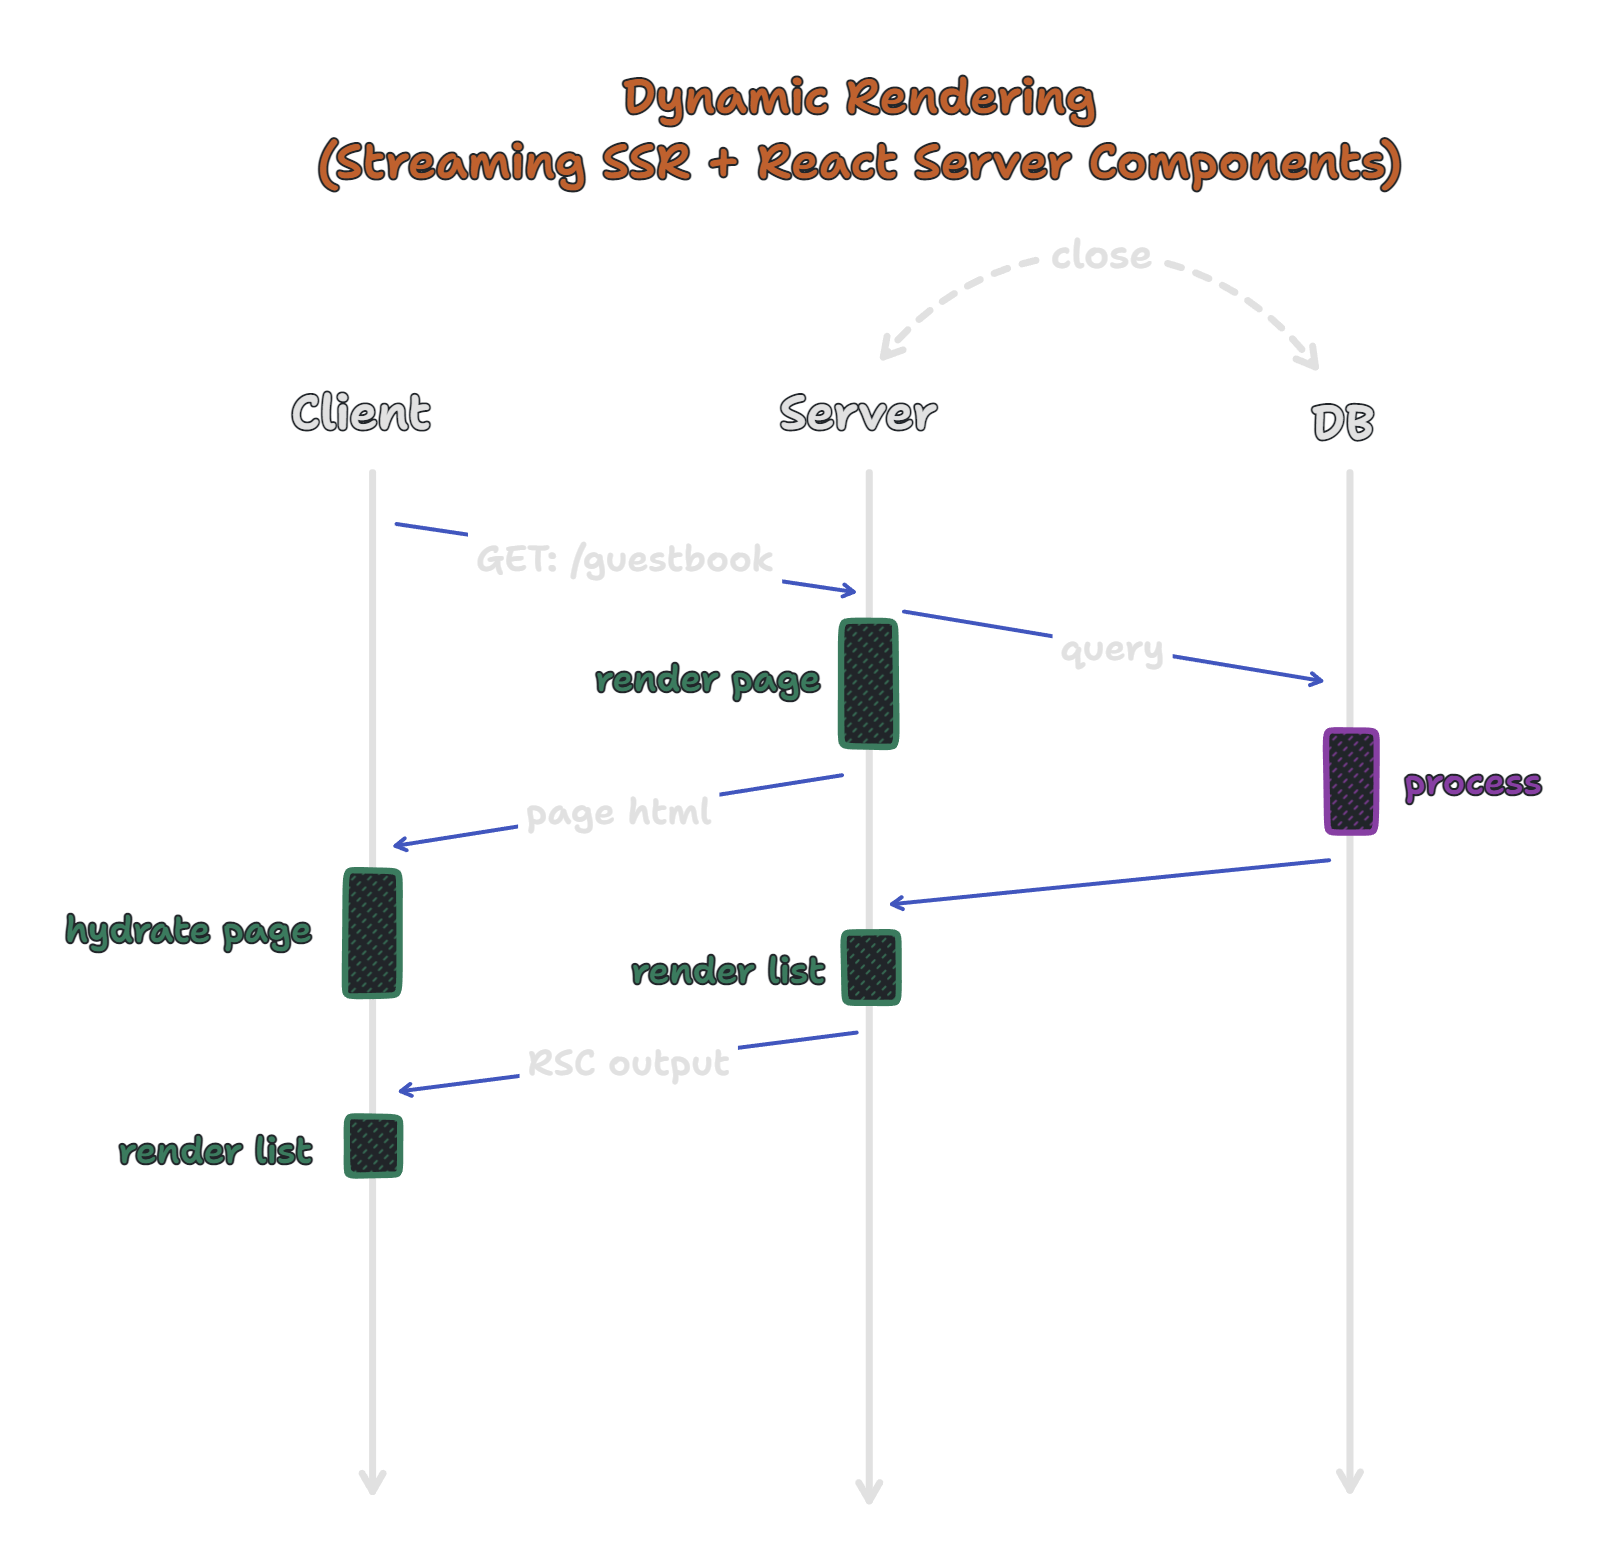 Dynamic Rendering
(Streaming SSR + React Server Components)
close
Client
Server
DB
GET: /guestbook
query
render page
process
page html
hydrate page
render list
RSC output
render list